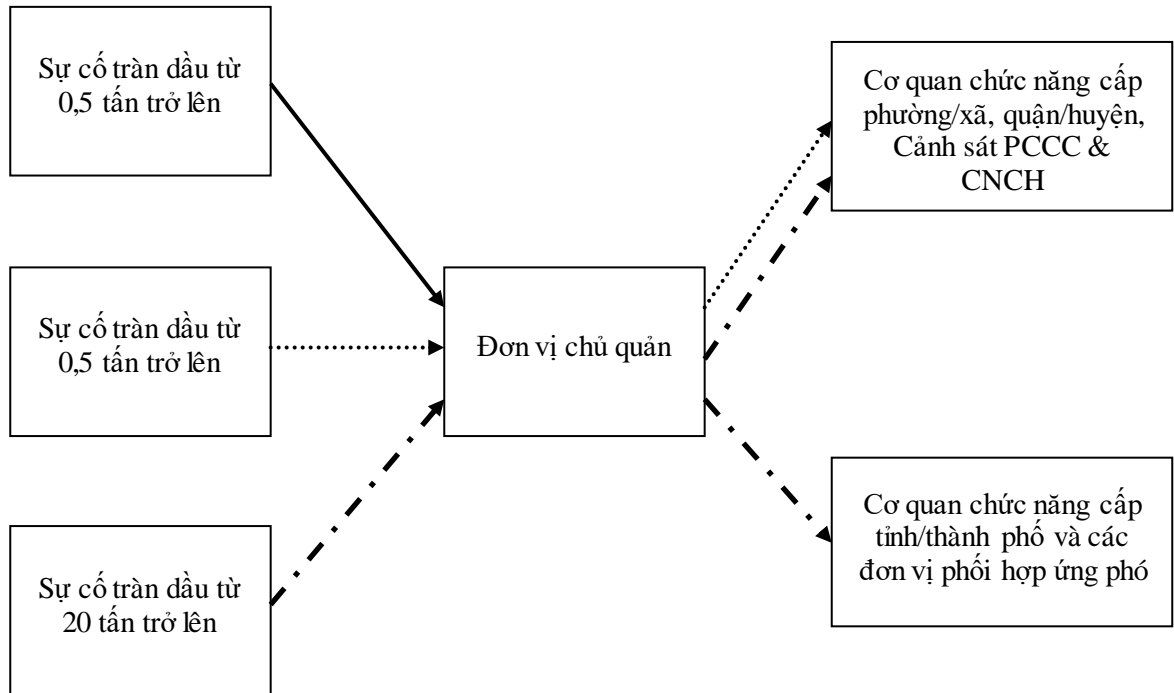 Sự cố tràn dầu từ
0,5 tấn trở lên
Cơ quan chức năng cấp
phường/xã, quận/huyện,
Cảnh sát PCCC &
CNCH
Sự cố tràn dầu từ
0,5 tấn trở lên
Đơn vị chủ quản
Sự cố tràn dầu từ
20 tấn trở lên
Cơ quan chức năng cấp
tỉnh/thành phố và các
đơn vị phối hợp ứng phó